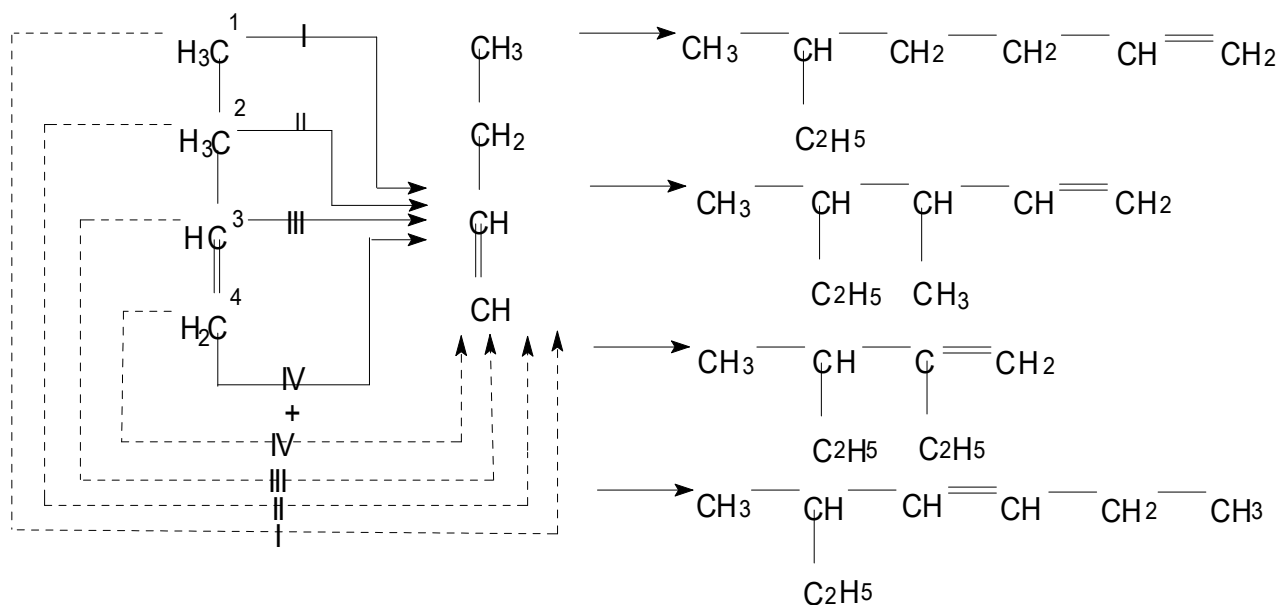 1 I
H3C CH3 CH3 CH CH2 CH2 CH CH2
2 II
H3C CH2 C2H5
CH3 CH CH CH CH2
3 III
HC CH
4 C2H5 CH3
H2C CH
CH3 CH C CH2
IV
+
IV C2H5 C2H5
III
II CH3 CH CH CH CH2 CH3
I
C2H5